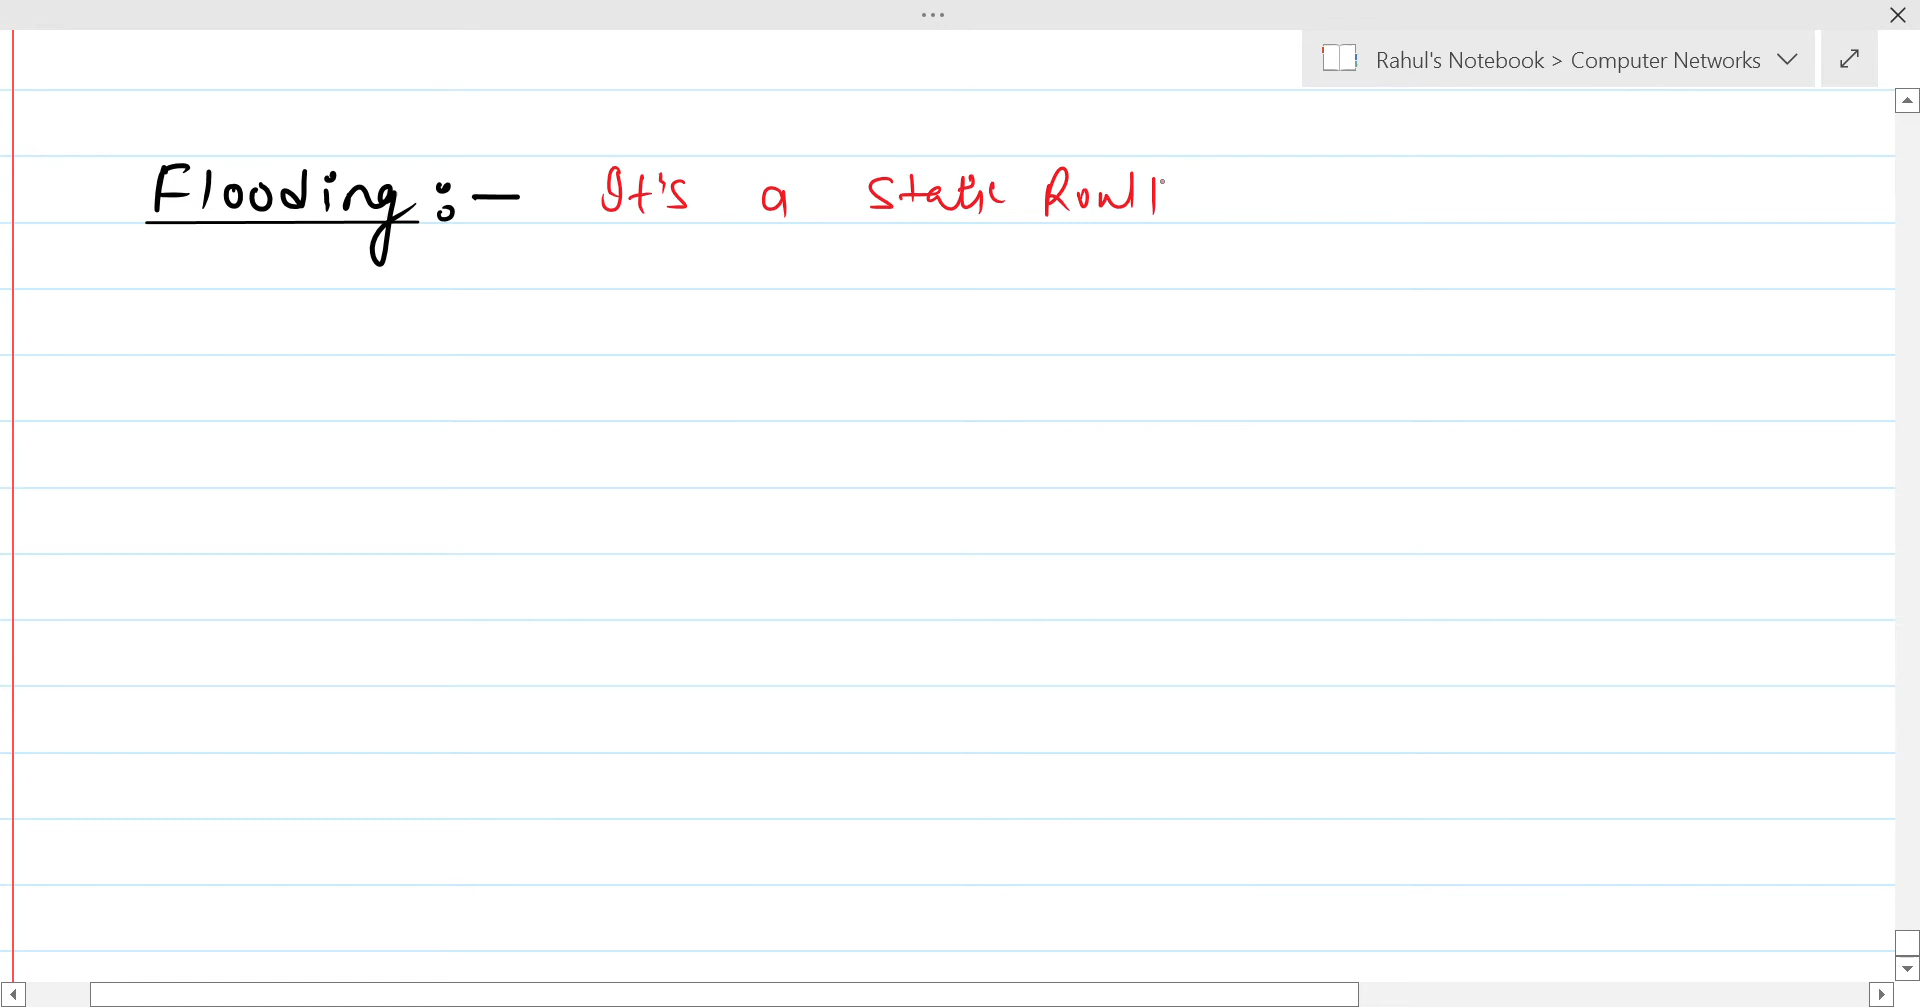 Rahul's Notebook > Computer Networks
Flooding :— It's a Static